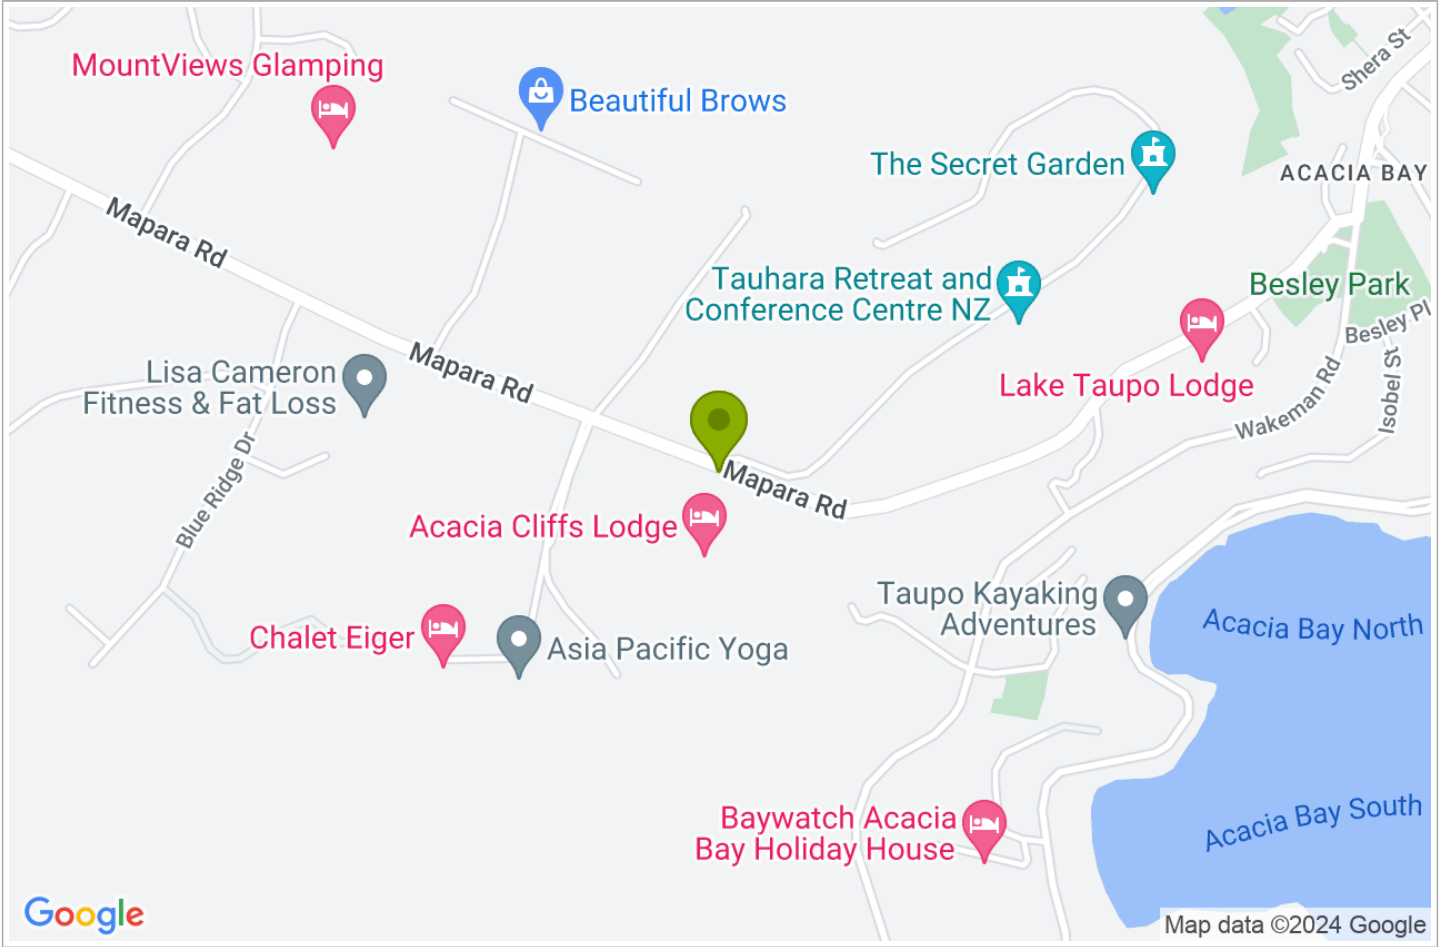 MountViews Glamping
Beautiful Brows
Shera St
The Secret Garden
ACACIA BAY
Mapara Rd
Tauhara Retreat and
Conference Centre NZ
Besley Park
Besley Pl
Mapara Rd
Lisa Cameron
Fitness & Fat Loss
Lake Taupo Lodge
Wakeman Rd
Isobel St
Blue Ridge Dr
Mapara Rd
Acacia Cliffs Lodge
Taupo Kayaking
Adventures
Acacia Bay North
Chalet Eiger
Asia Pacific Yoga
Baywatch Acacia
Bay Holiday House
Acacia Bay South
Google
Map data ©2024 Google